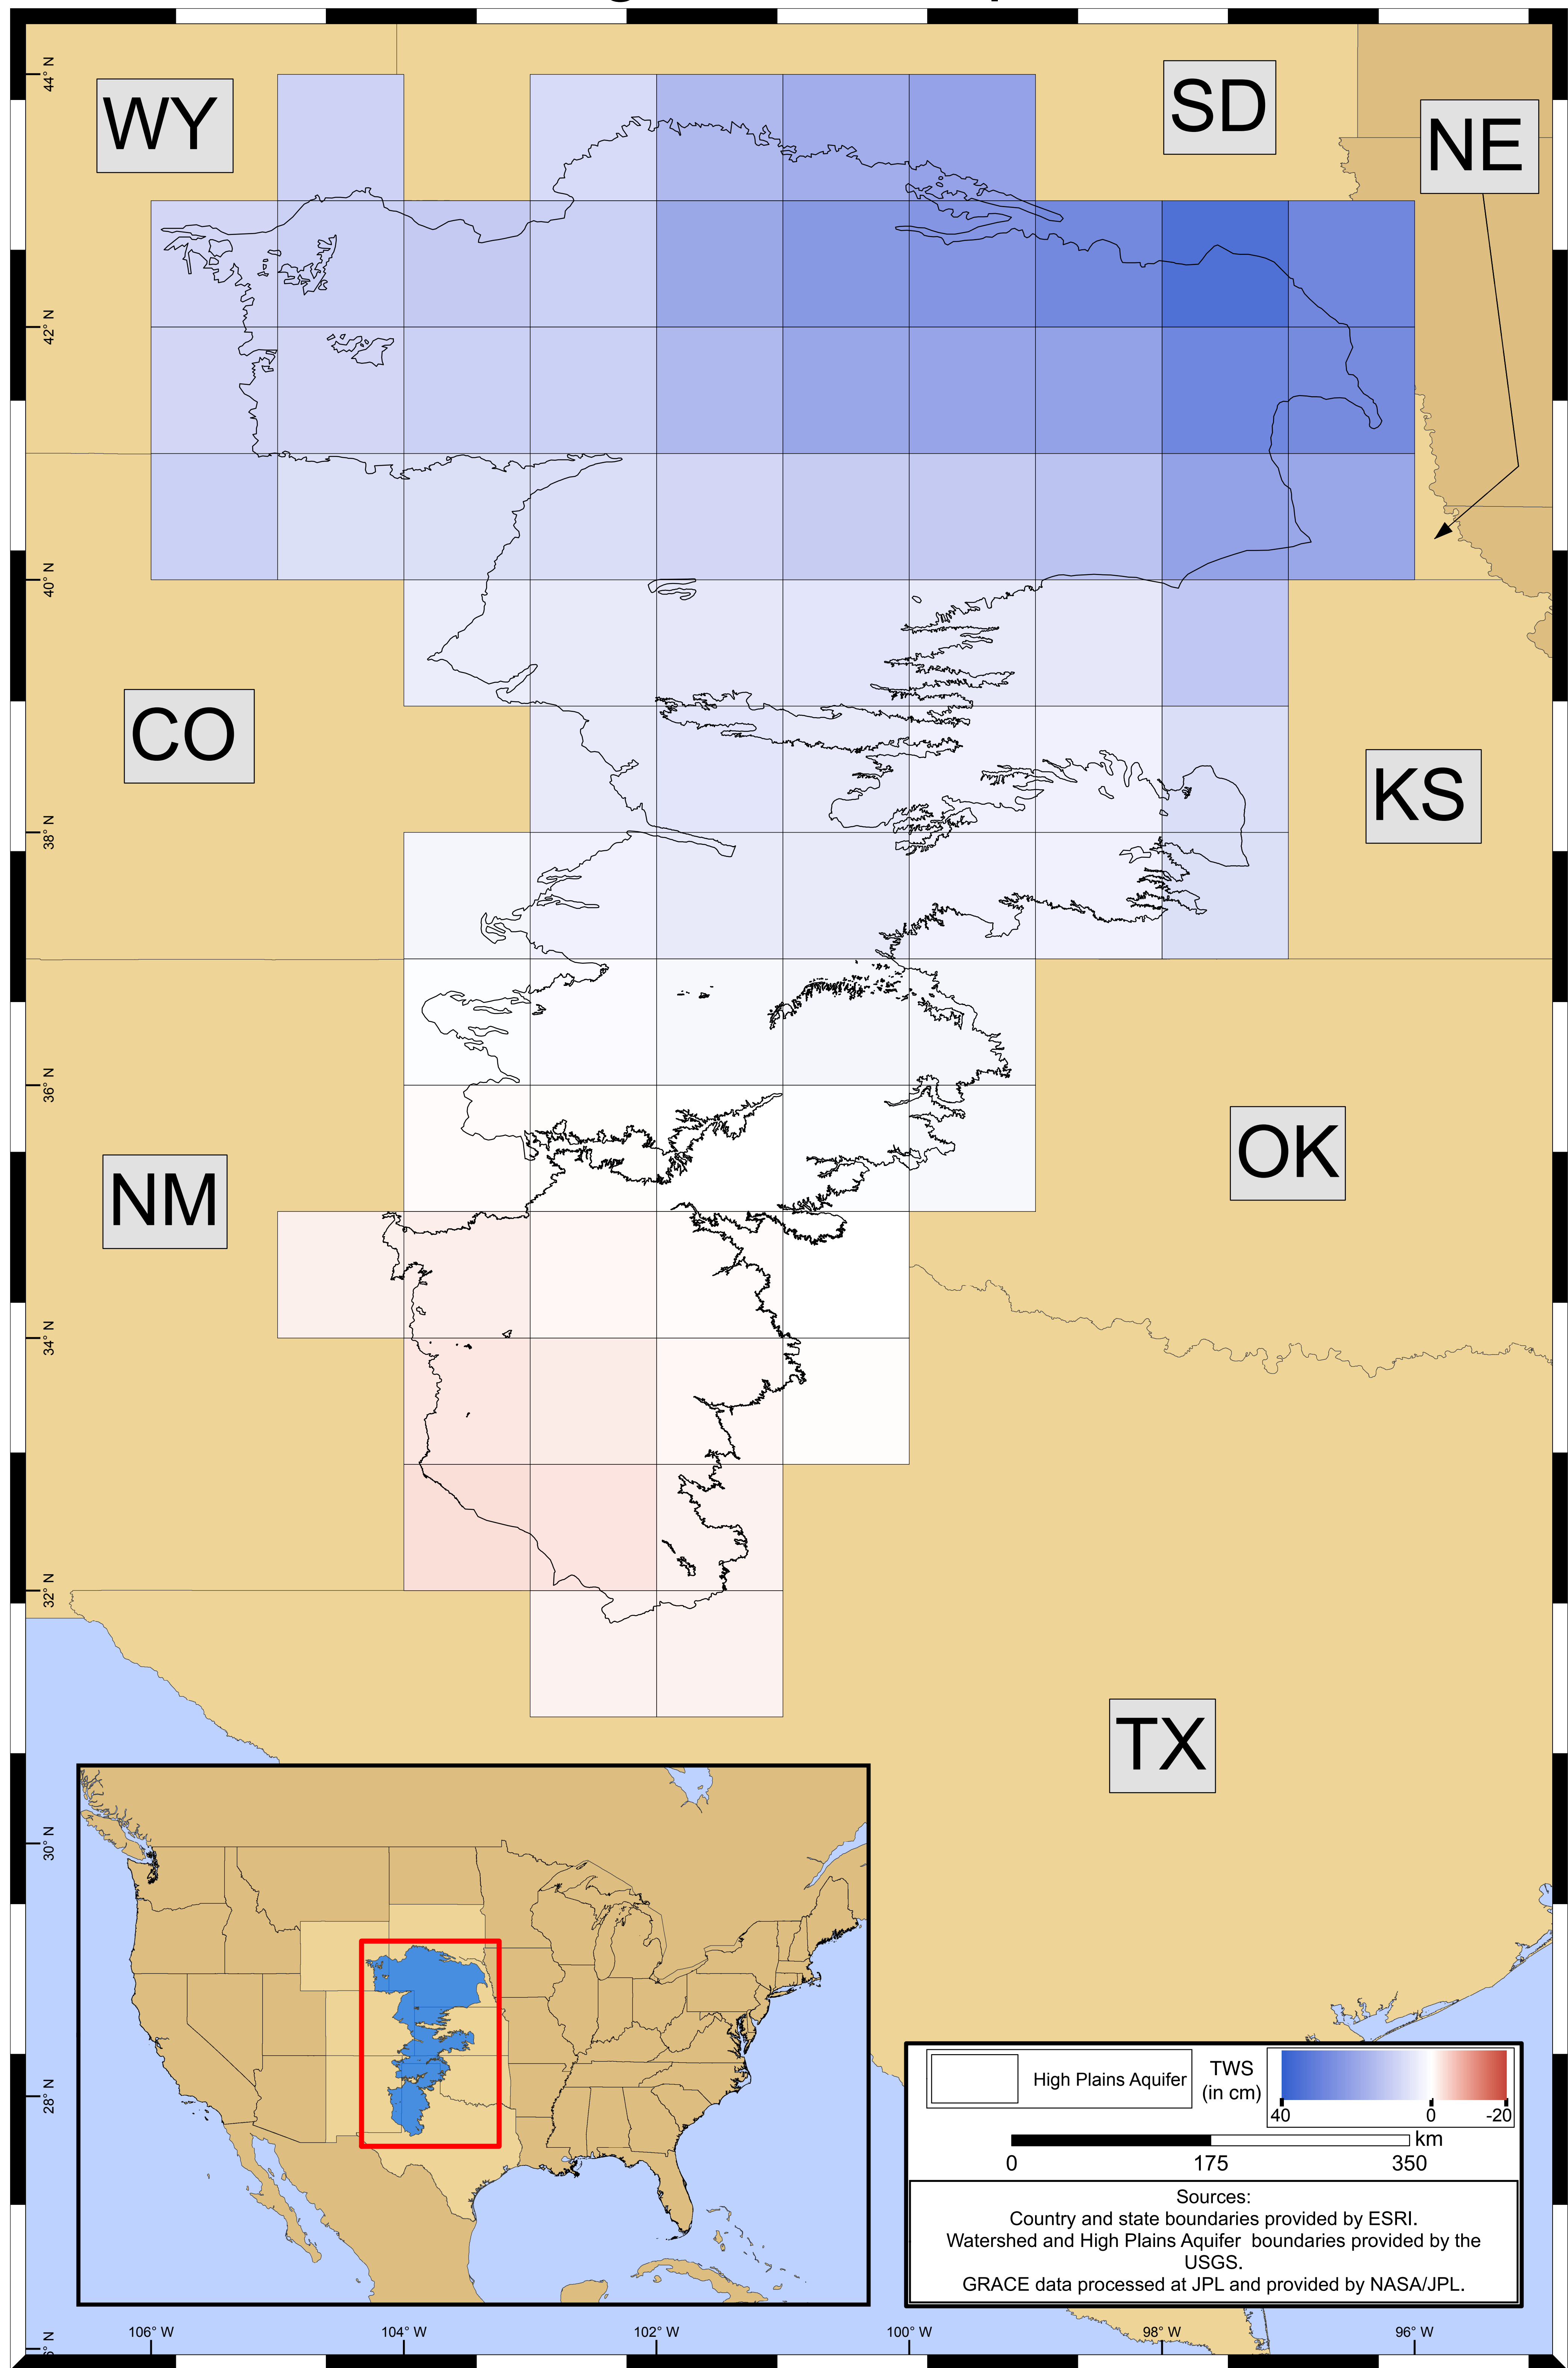 44° N
WY
SD
NE
42° N
40° N
CO
KS
38° N
36° N
OK
NM
34° N
32° N
TX
30° N
28° N
High Plains Aquifer
TWS
(in cm)
40 0 -20
km
0 175 350
Sources:
Country and state boundaries provided by ESRI.
Watershed and High Plains Aquifer boundaries provided by the
USGS.
GRACE data processed at JPL and provided by NASA/JPL.
106° W 104° W 102° W 100° W 98° W 96° W